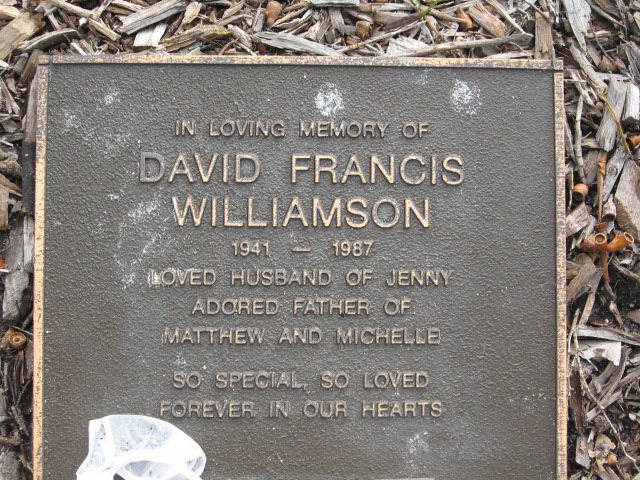 IN LOVING MEMORY OF
DAVID FRANCIS
WILLIAMSON
1941 — 1987
LOVED HUSBAND OF JENNY
ADORED FATHER OF
MATTHEW AND MICHELLE
SO SPECIAL, SO LOVED
FOREVER IN OUR HEARTS